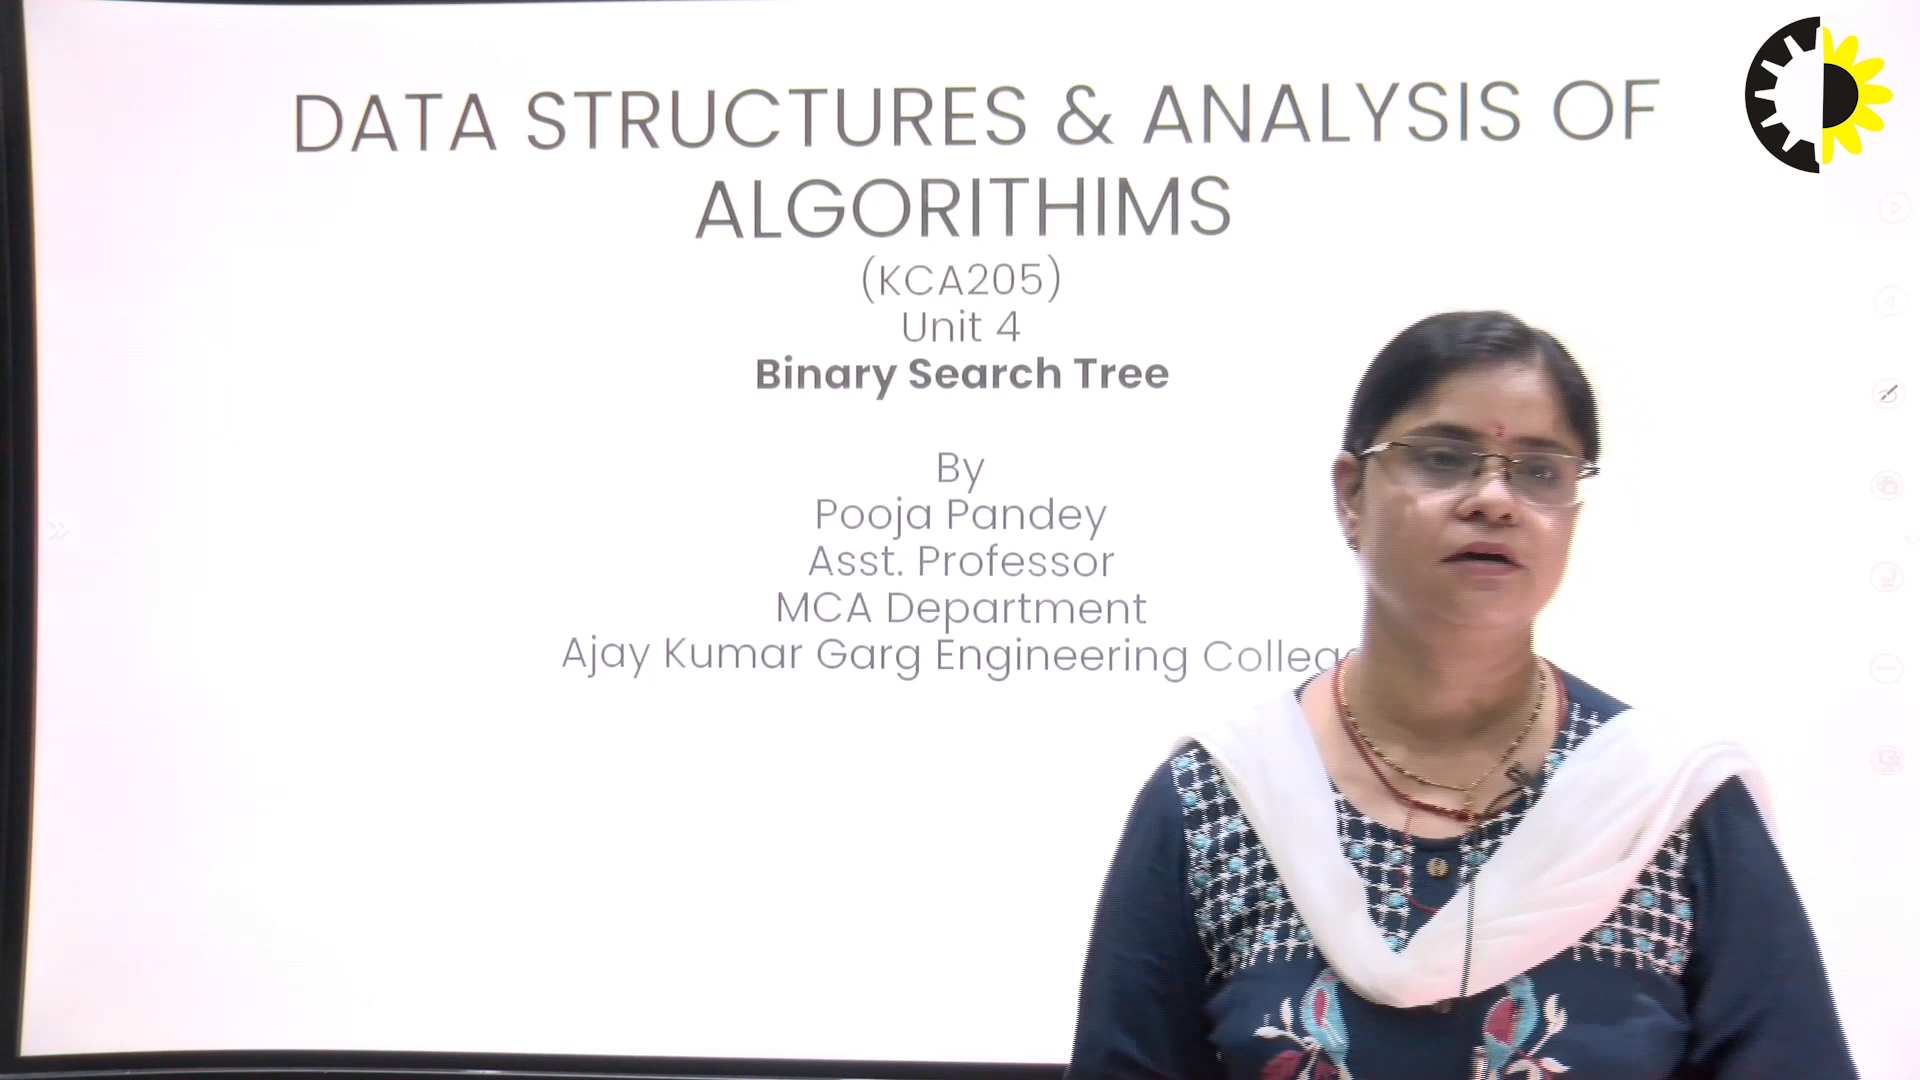 DATA STRUCTURES & ANALYSIS OF
ALGORITHIMS
(KCA205)
Unit 4
Binary Search Tree
By
Pooja Pandey
Asst. Professor
MCA Department
Ajay Kumar Garg Engineering Colleg